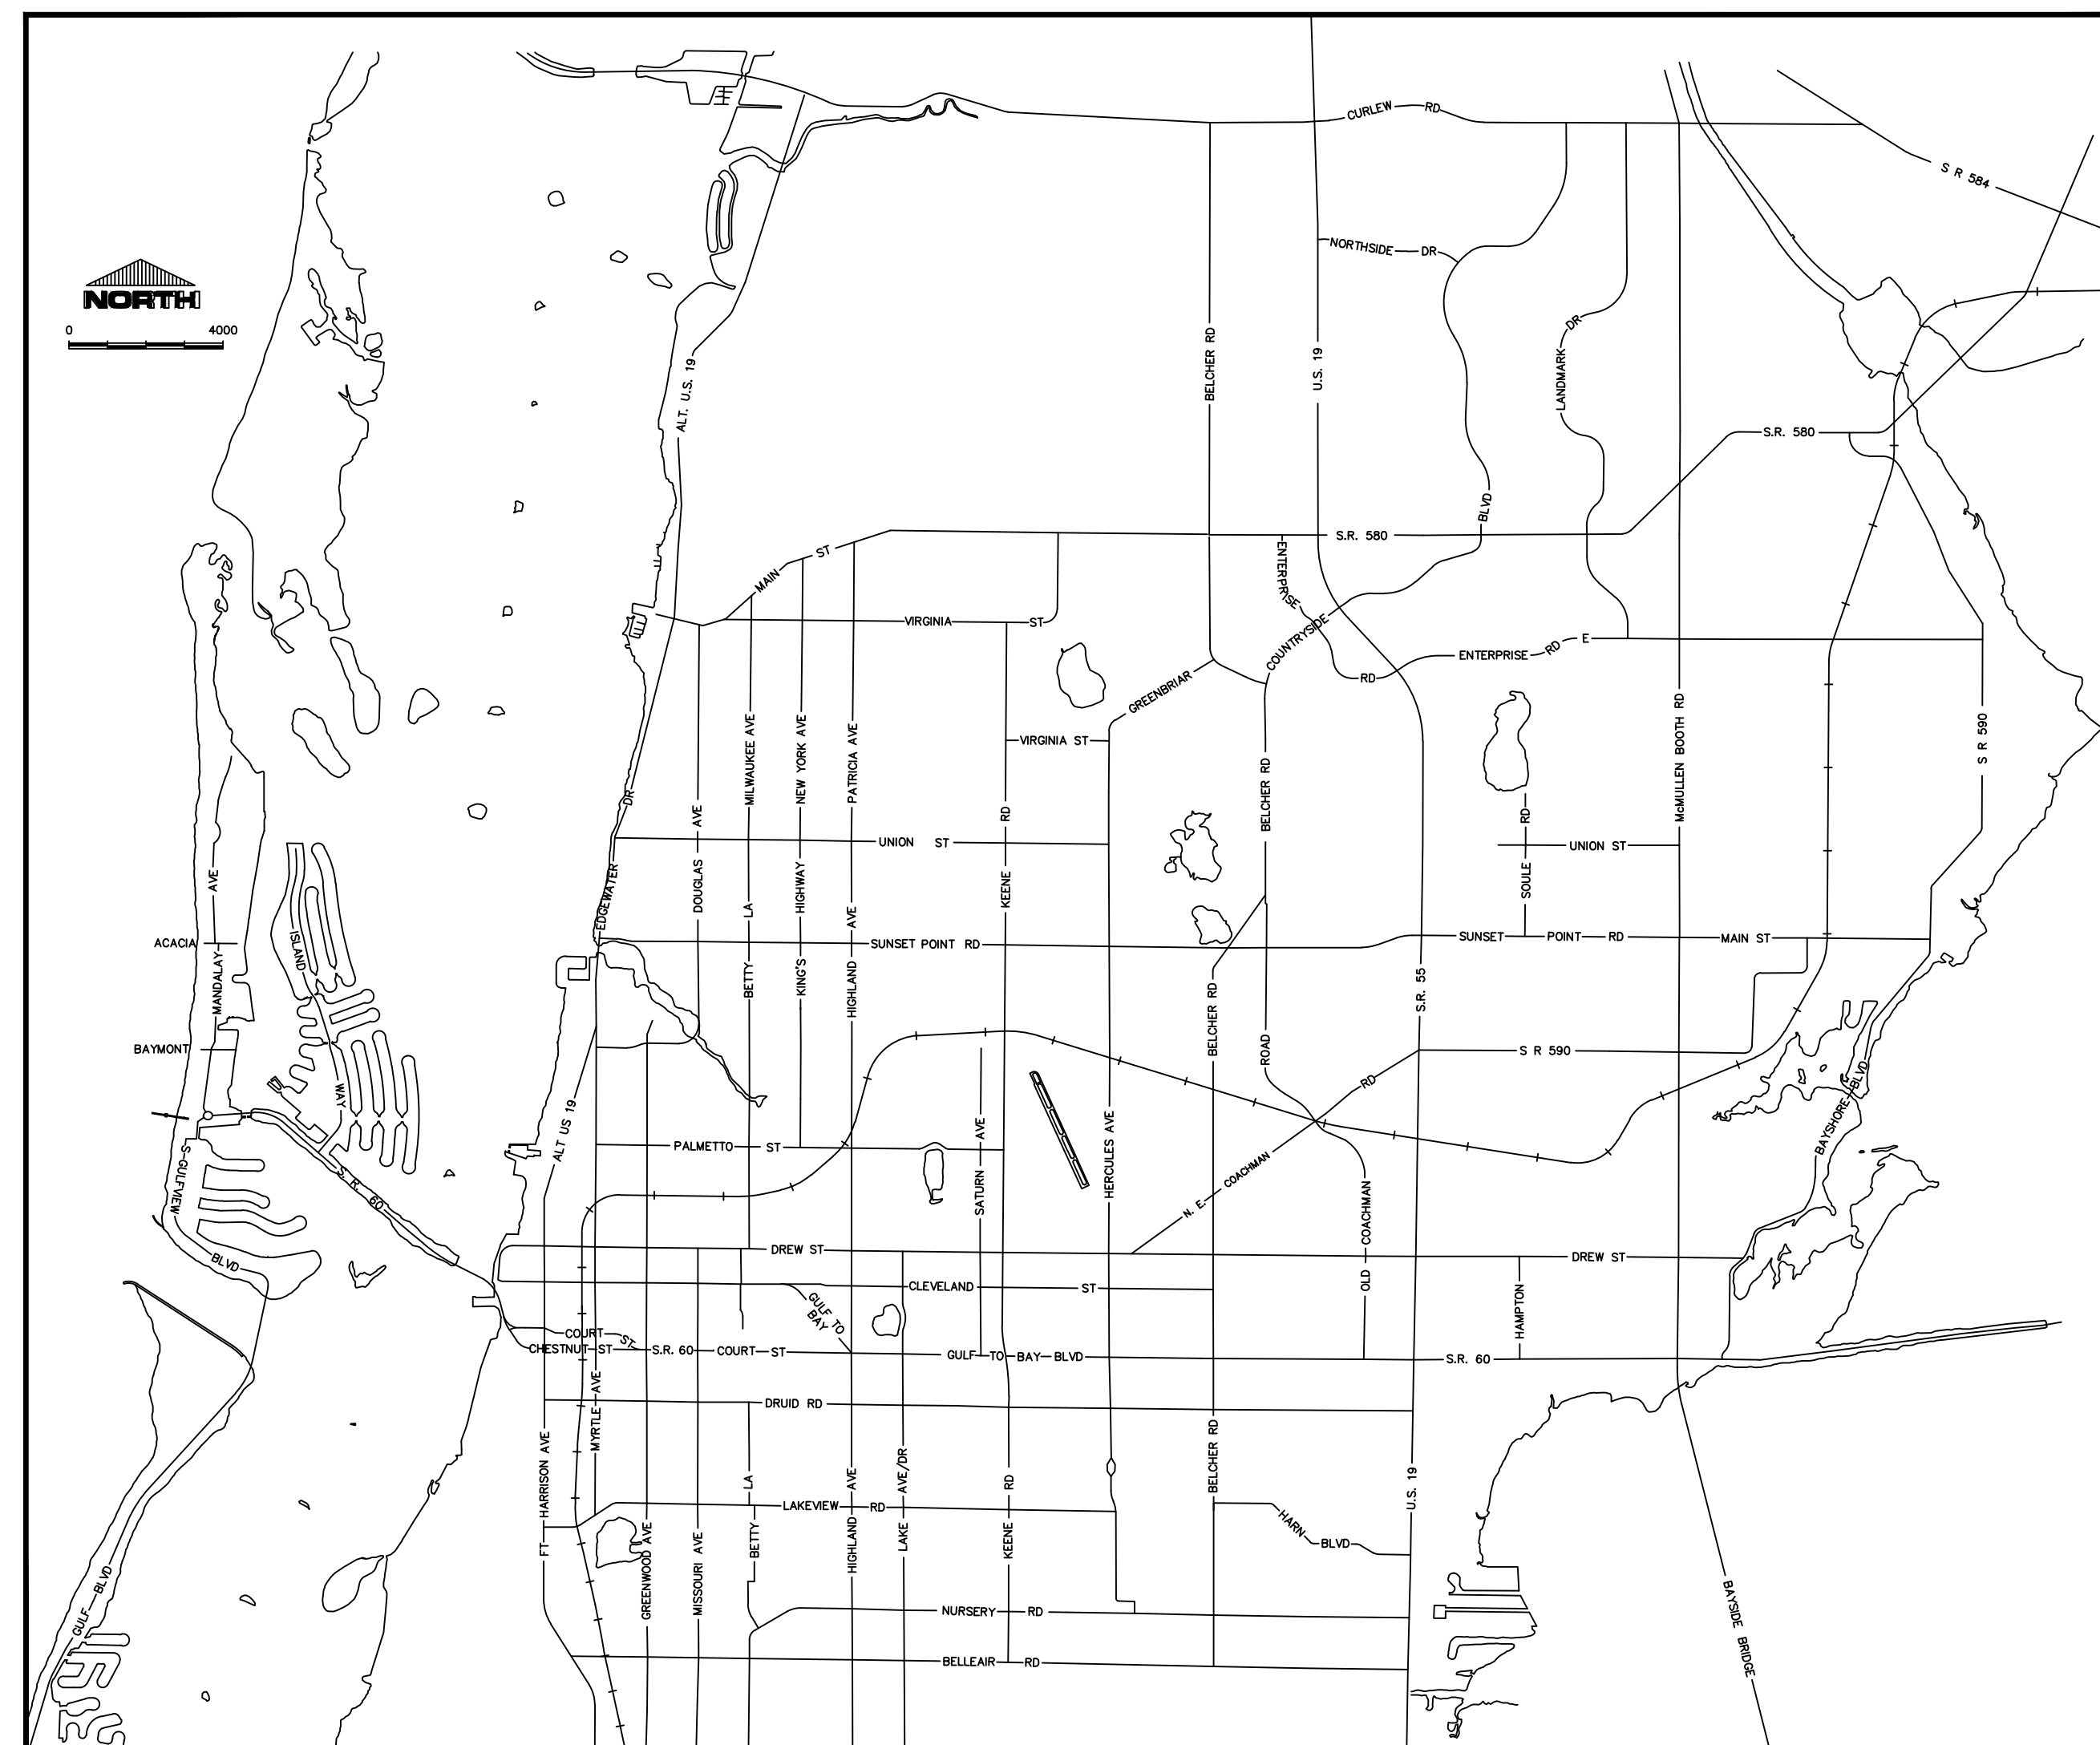 CURLEW RD
S R 584
NORTHSIDE DR
NORTH
0 4000
BELCHER RD
U.S. 19
LANDMARK DR
ALT. U.S. 19
S.R. 580
BLVD
MAIN ST
S.R. 580
ENTERPRISE
VIRGINIA ST
COUNTRYSIDE
ENTERPRISE RD E
RD
GREENBRIAR
VIRGINIA ST
McMULLEN BOOTH RD
S R 590
MILWAUKEE AVE
NEW YORK AVE
PATRICIA AVE
BELCHER RD
DR
EDGEWATER
DOUGLAS AVE
KEENE RD
UNION ST
SOULE RD
UNION ST
AVE
MANDALAY
ACACIA
ISLAND
WAY
BETTY LA
KING'S HIGHWAY
HIGHLAND AVE
SUNSET POINT RD
SUNSET POINT RD
MAIN ST
S.R. 55
BAYMONT
BELCHER RD
ROAD
S R 590
RD
N. E. COACHMAN
BAYSHORE BLVD
ALT US 19
PALMETTO ST
SATURN AVE
HERCULES AVE
S GULFVIEW
BLVD
S. R. 60
OLD COACHMAN
DREW ST
DREW ST
CLEVELAND ST
GULF TO
BAY
HAMPTON
COURT ST
CHESTNUT ST
S.R. 60
COURT ST
GULF TO BAY BLVD
S.R. 60
DRUID RD
MYRTLE AVE
FT HARRISON AVE
BETTY LA
HIGHLAND AVE
LAKE AVE/DR
KEENE RD
BELCHER RD
U.S. 19
LAKEVIEW RD
HARN BLVD
GREENWOOD AVE
MISSOURI AVE
NURSERY RD
BELLEAIR RD
GULF BLVD
BAYSIDE BRIDGE